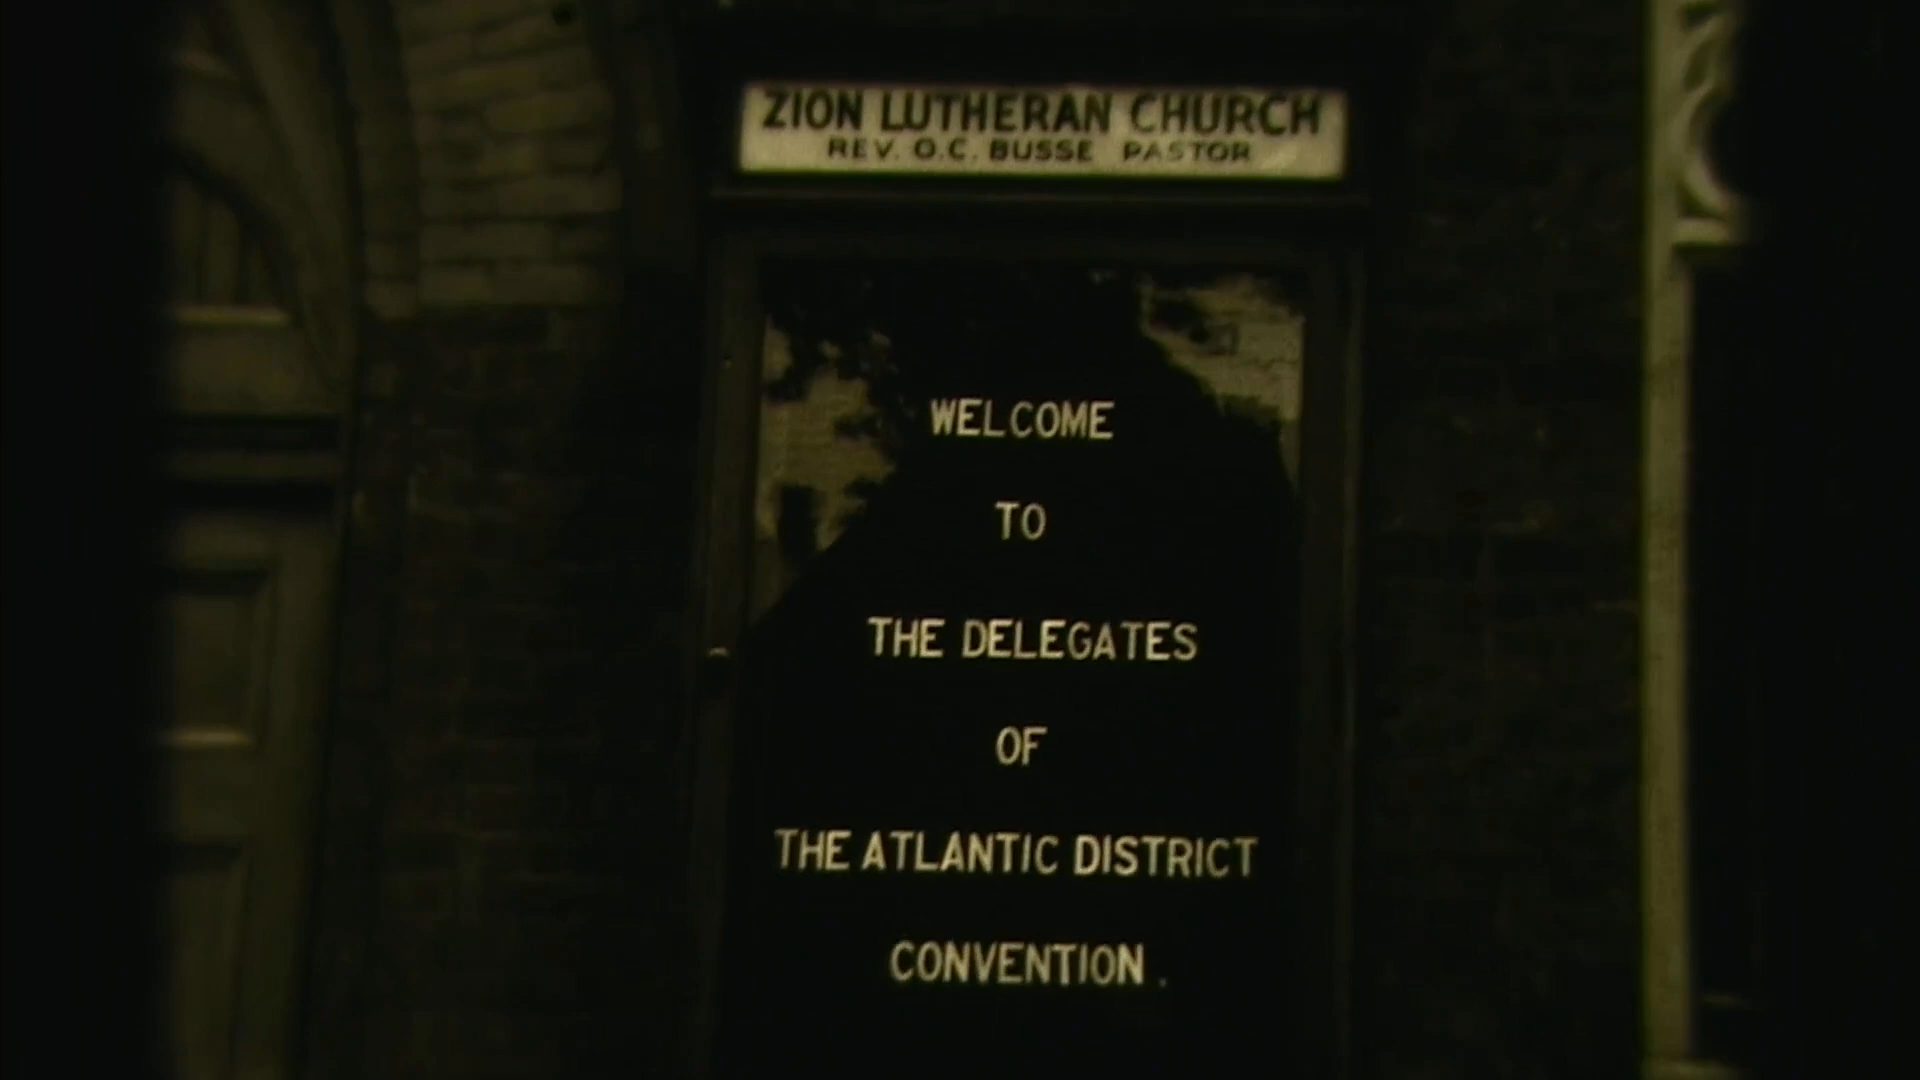 ZION LUTHERAN CHURCH
REV. O.C. BUSSE PASTOR
WELCOME
TO
THE DELEGATES
OF
THE ATLANTIC DISTRICT
CONVENTION.